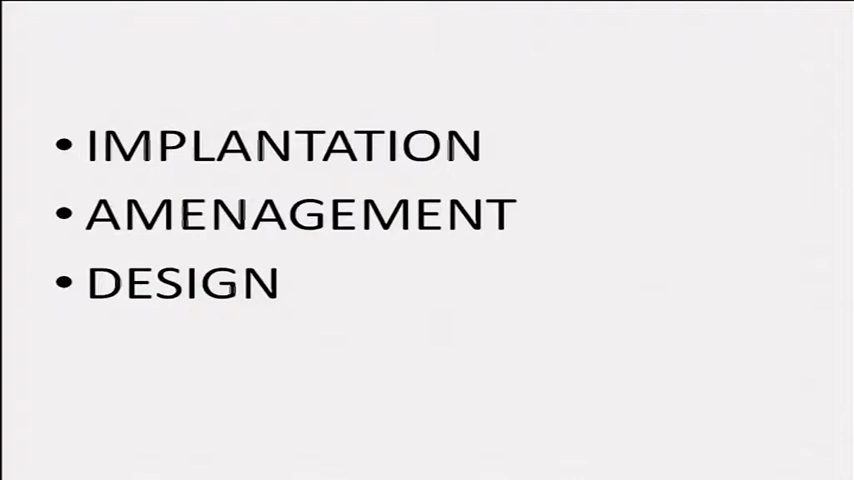 • IMPLANTATION
• AMENAGEMENT
• DESIGN